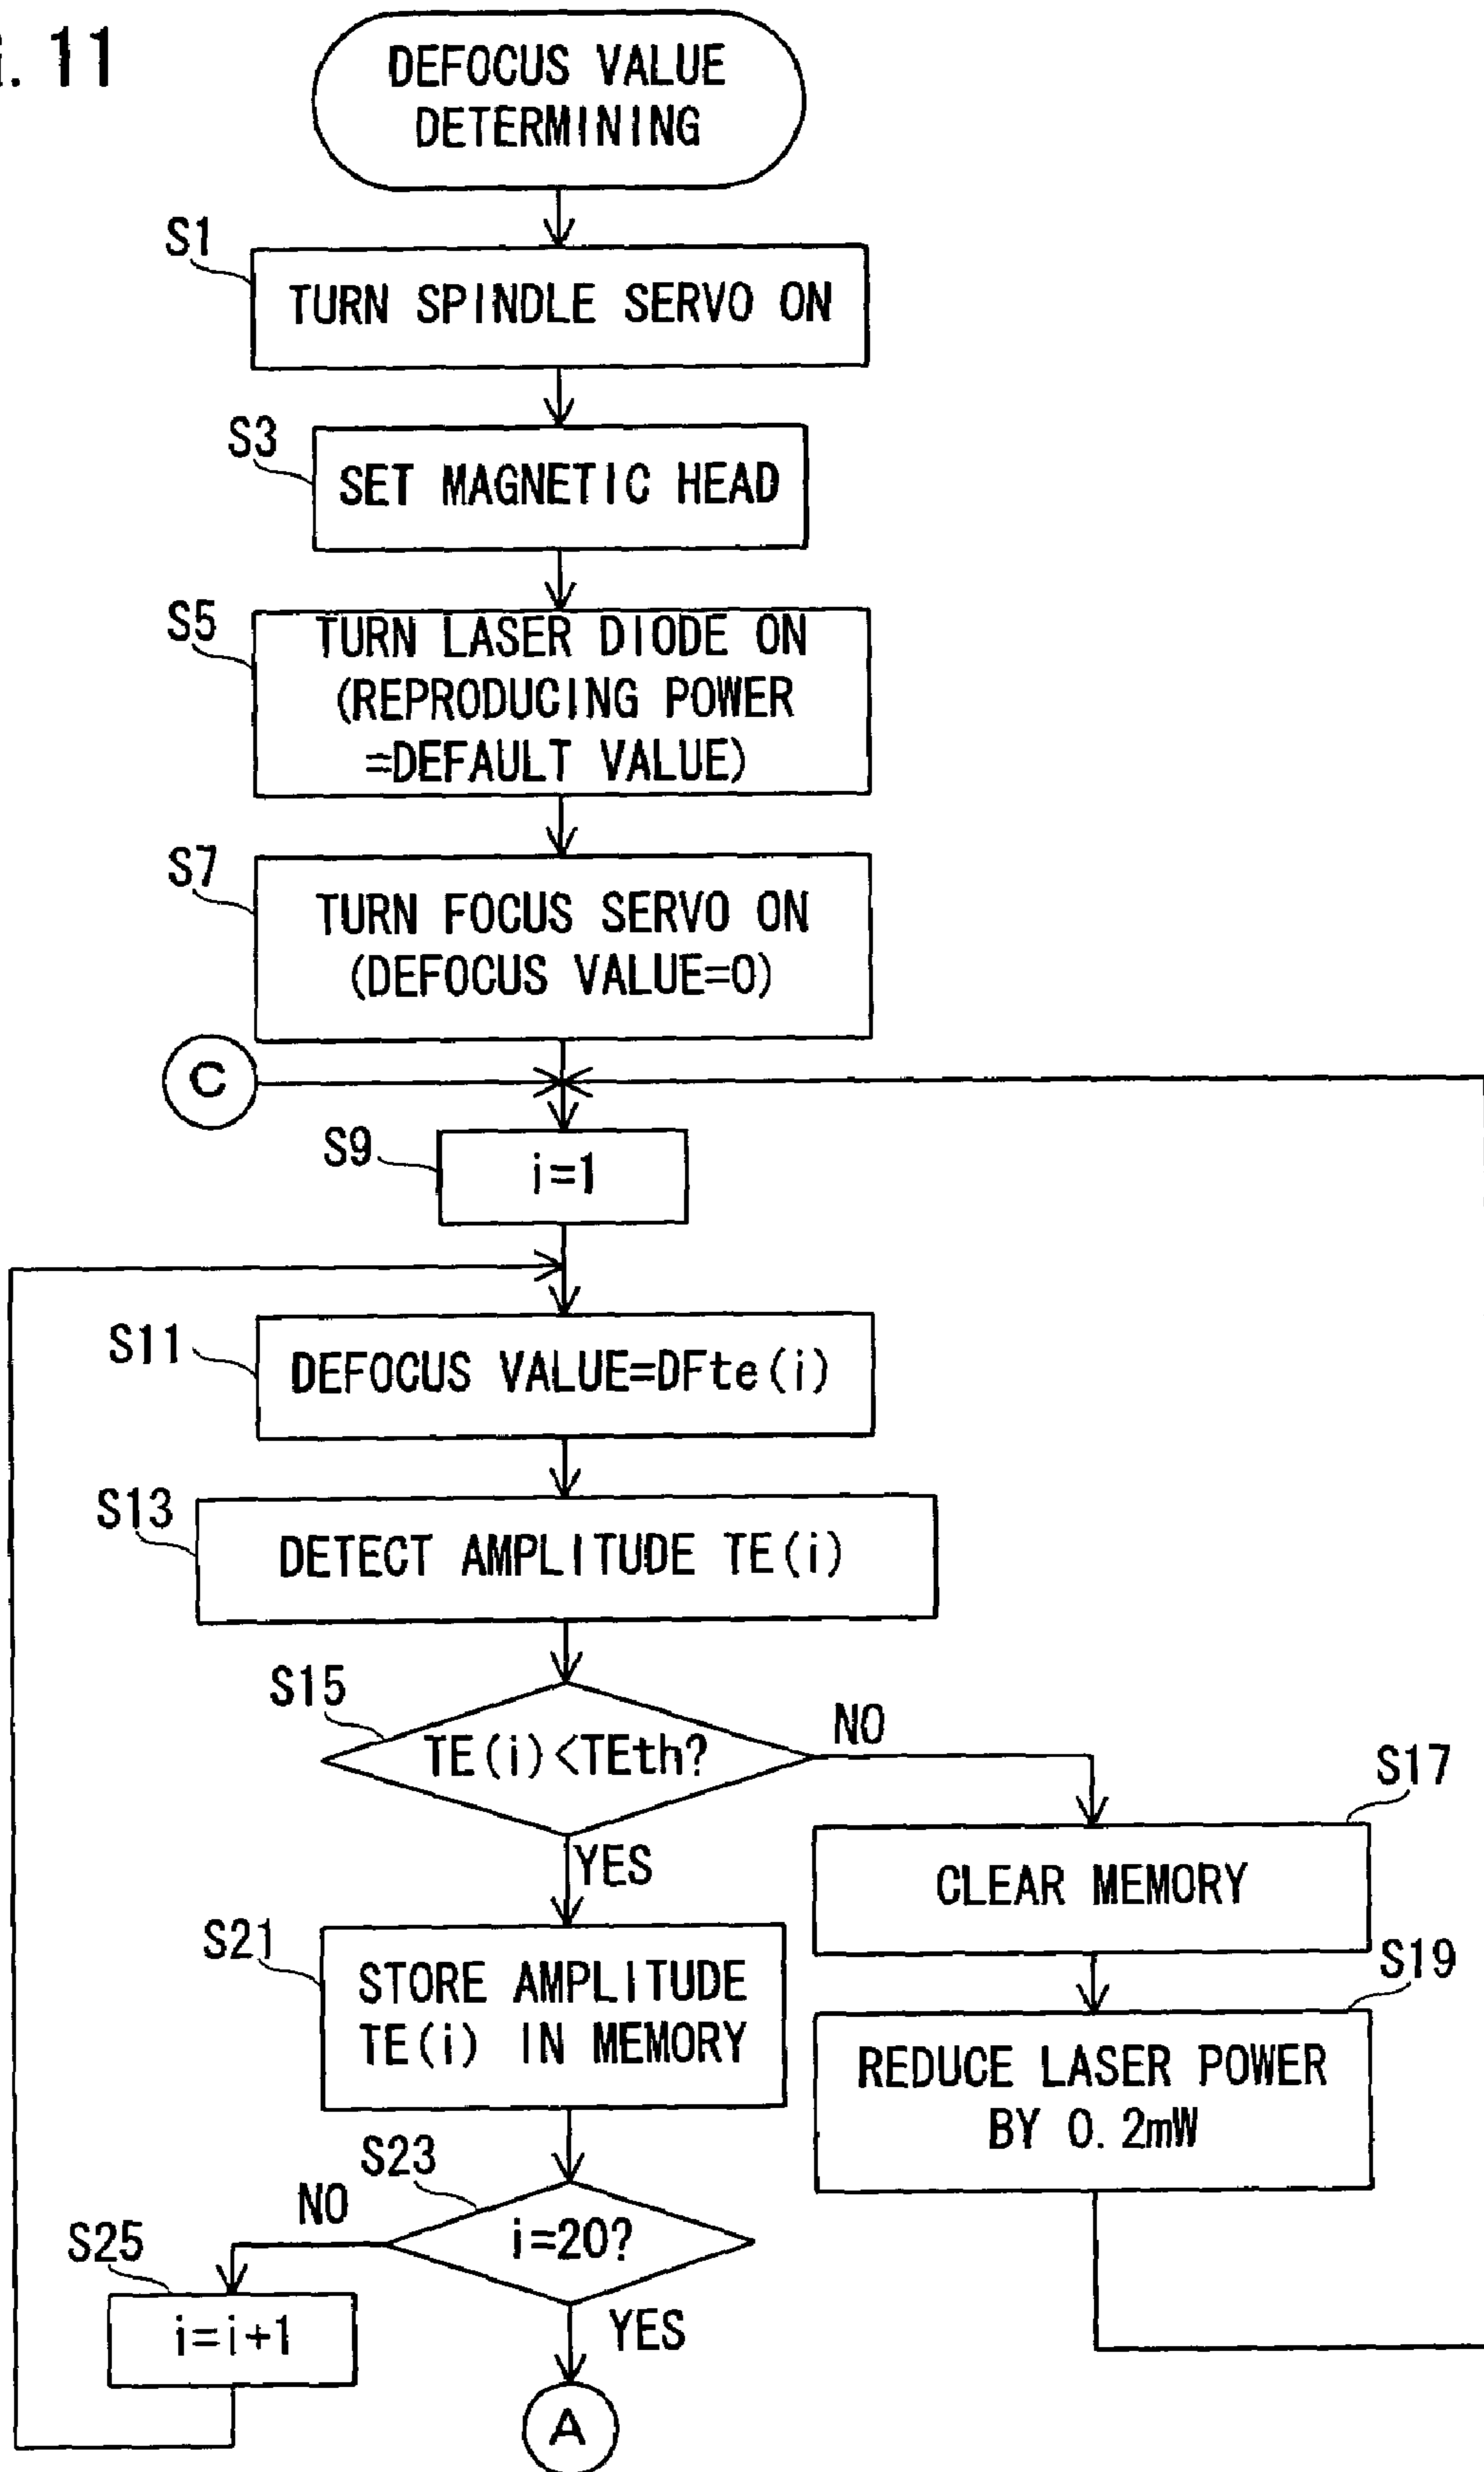 . 11
DEFOCUS VALUE
DETERMINING
S1
TURN SPINDLE SERVO ON
S3
SET MAGNETIC HEAD
S5
TURN LASER DIODE ON
(REPRODUCING POWER
=DEFAULT VALUE)
S7
TURN FOCUS SERVO ON
(DEFOCUS VALUE=0)
C
S9
i=1
S11
DEFOCUS VALUE=DFte(i)
S13
DETECT AMPLITUDE TE(i)
S15
TE(i)<TEth?
NO
YES
S17
CLEAR MEMORY
S19
REDUCE LASER POWER
BY 0.2mW
S21
STORE AMPLITUDE
TE(i) IN MEMORY
S23
i=20?
NO
YES
S25
i=i+1
A